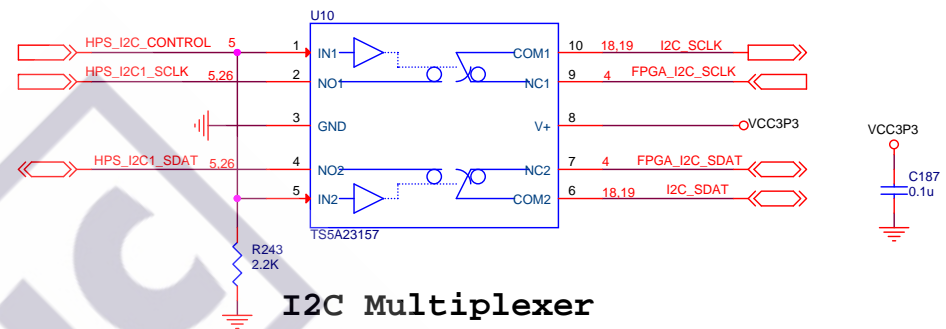 U10
HPS_I2C_CONTROL 5 1 IN1 COM1 10 18,19 I2C_SCLK
HPS_I2C1_SCLK 5,26 2 NO1 NC1 9 4 FPGA_I2C_SCLK
3 GND V+ 8 VCC3P3
HPS_I2C1_SDAT 5,26 4 NO2 NC2 7 4 FPGA_I2C_SDAT
5 IN2 COM2 6 18,19 I2C_SDAT
TS5A23157
VCC3P3
C187
0.1u
R243
2.2K
I2C Multiplexer